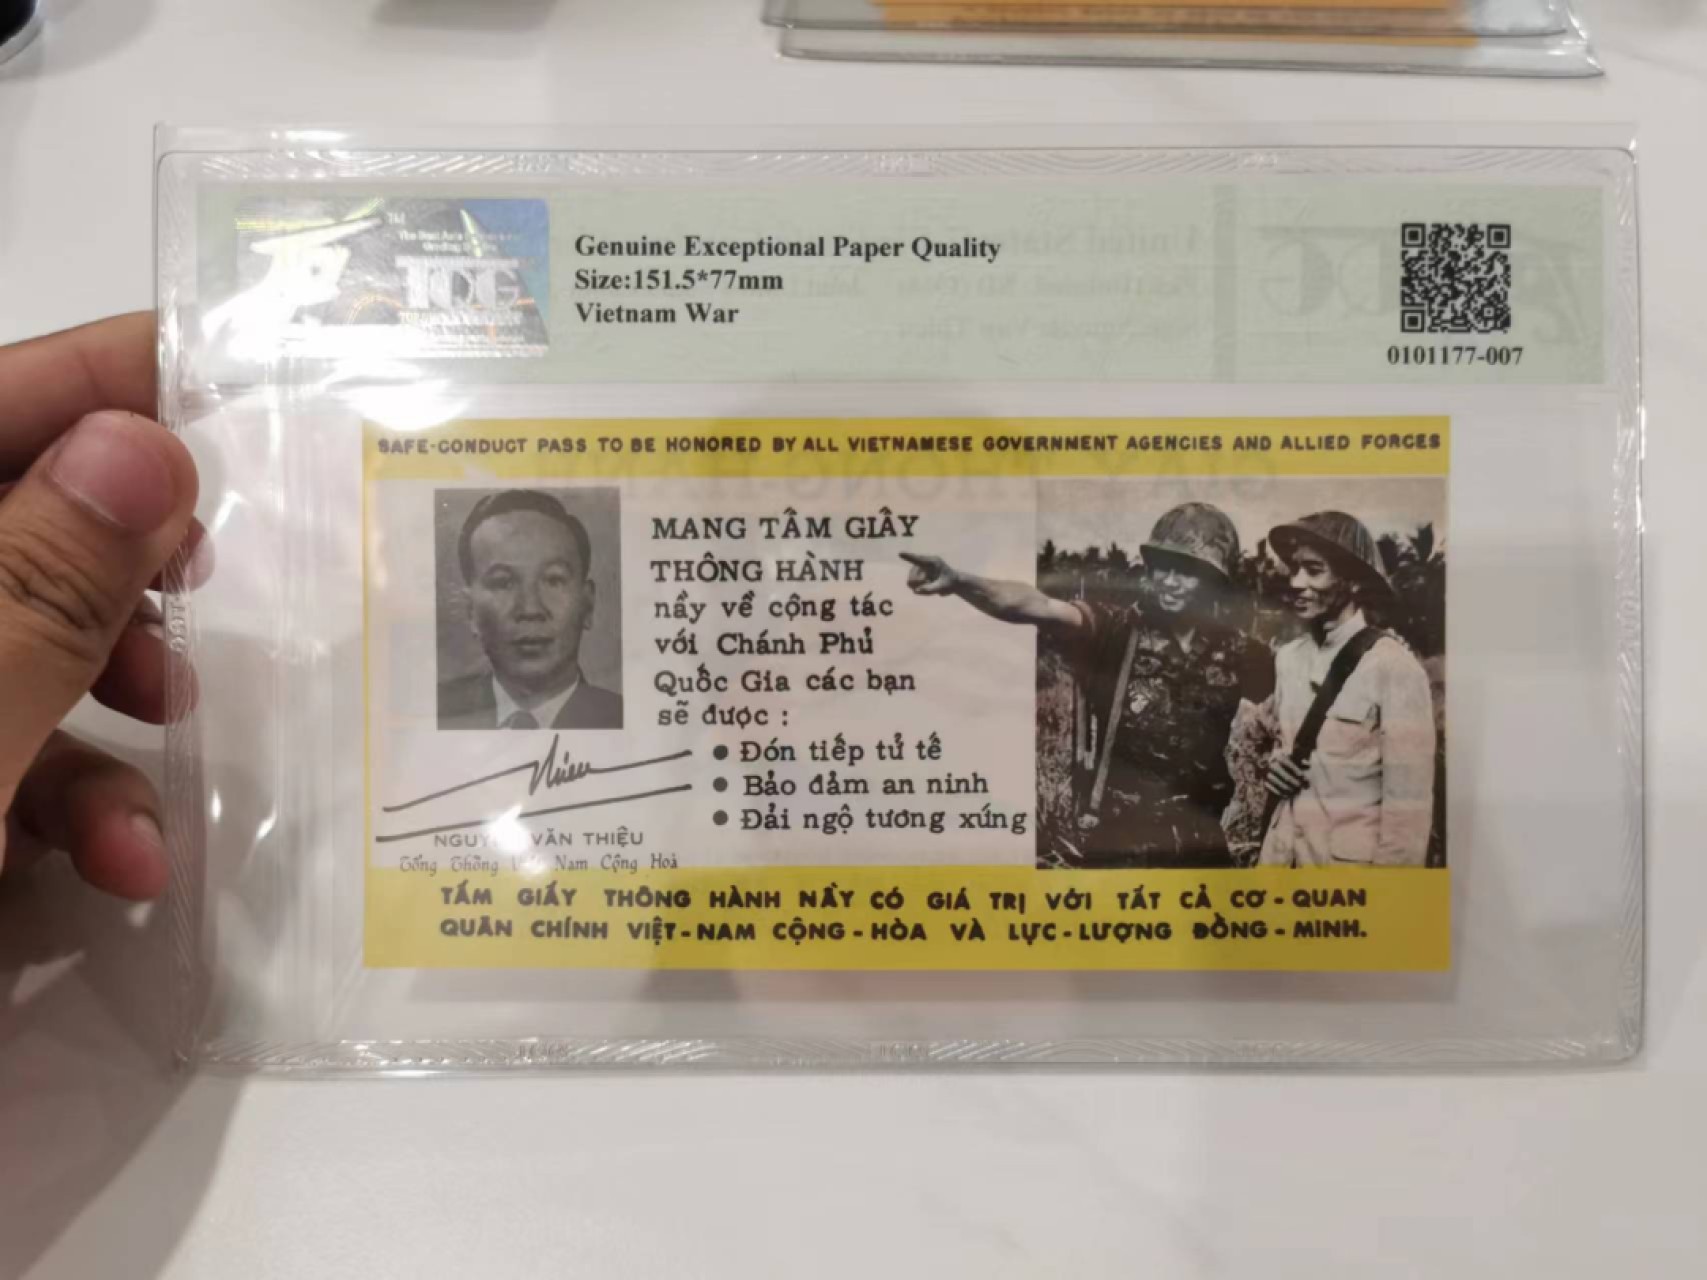 Genuine Exceptional Paper Quality
Size:151.5*77mm
Vietnam War
TQG
0101177-007
SAFE-CONDUCT PASS TO BE HONORED BY ALL VIETNAMESE GOVERNMENT AGENCIES AND ALLIED FORCES
MANG TÂM GIÂY
THÔNG HÀNH
nầy về cộng tác
với Chánh Phủ
Quốc Gia các bạn
sẽ được :
● Đón tiếp tử tế
● Bảo đảm an ninh
● Đải ngộ tương xứng
VĂN THIỆU
Tổng Thống Nam Cộng Hoà
TẤM GIẤY THÔNG HÀNH NẦY CÓ GIÁ TRỊ VỚI TẤT CẢ CƠ - QUAN
QUÂN CHÍNH VIỆT - NAM CỘNG - HÒA VÀ LỰC - LƯỢNG ĐỒNG - MINH.